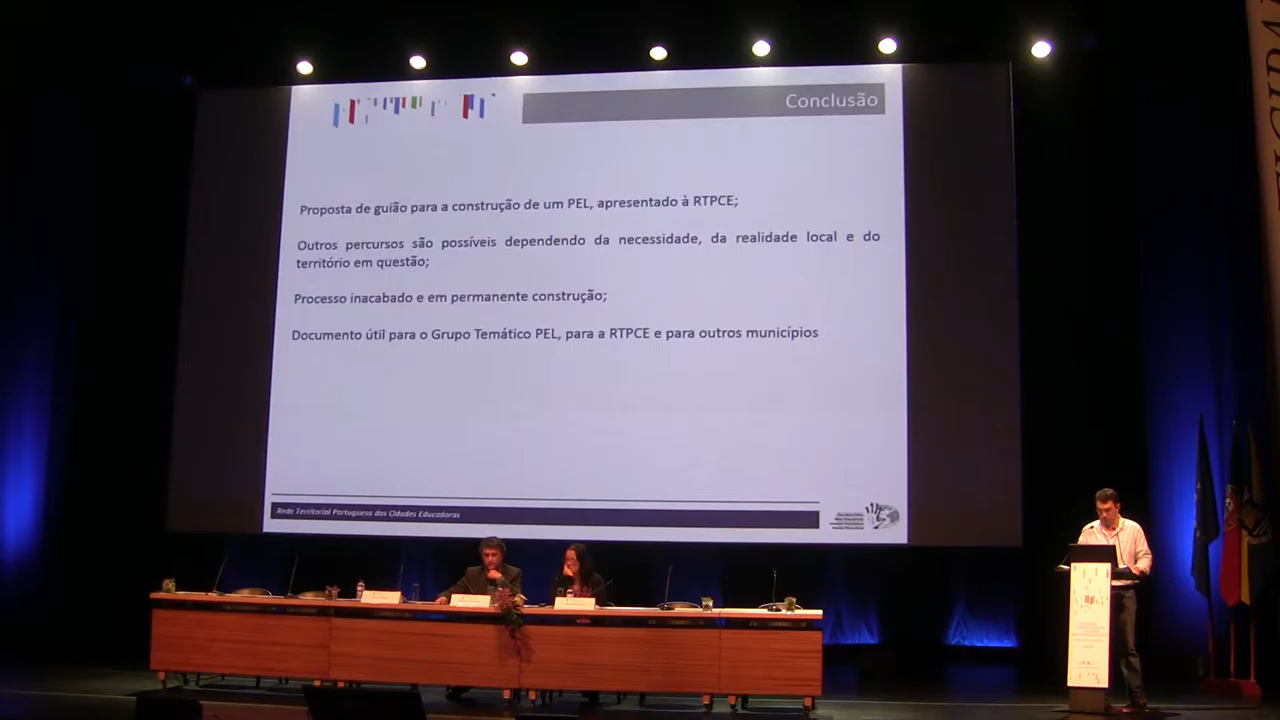 Conclusão
Proposta de guião para a construção de um PEL, apresentado à RTPCE;
Outros percursos são possíveis dependendo da necessidade, da realidade local e do
território em questão;
Processo inacabado e em permanente construção;
Documento útil para o Grupo Temático PEL, para a RTPCE e para outros municípios
Rede Territorial Portuguesa das Cidades Educadoras